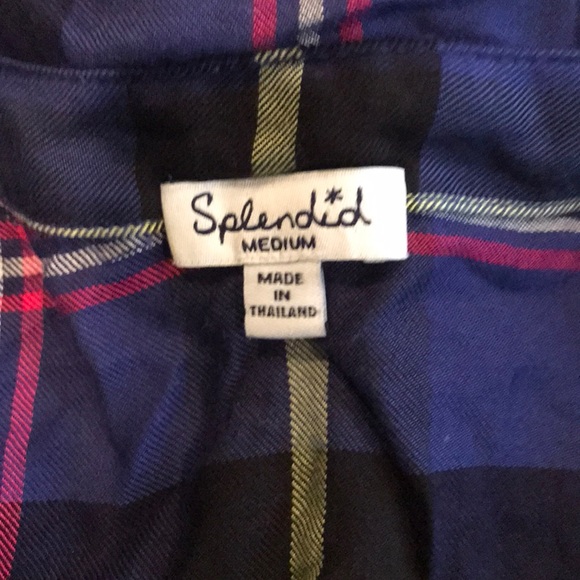 Splendid
MEDIUM
MADE
IN
THAILAND